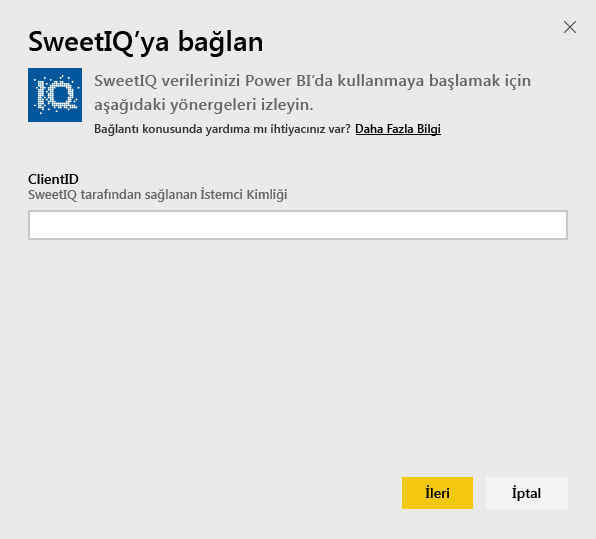 SweetIQ’ya bağlan
IQ
SweetIQ verilerinizi Power BI’da kullanmaya başlamak için
aşağıdaki yönergeleri izleyin.
Bağlantı konusunda yardıma mı ihtiyacınız var? Daha Fazla Bilgi
ClientID
SweetIQ tarafından sağlanan İstemci Kimliği
İleri
İptal